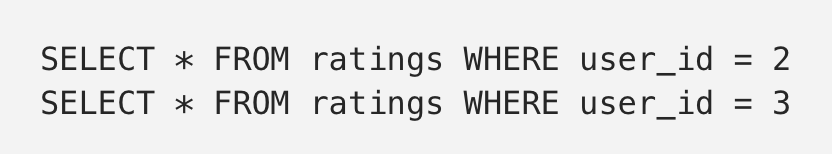 SELECT * FROM ratings WHERE user_id = 2
SELECT * FROM ratings WHERE user_id = 3